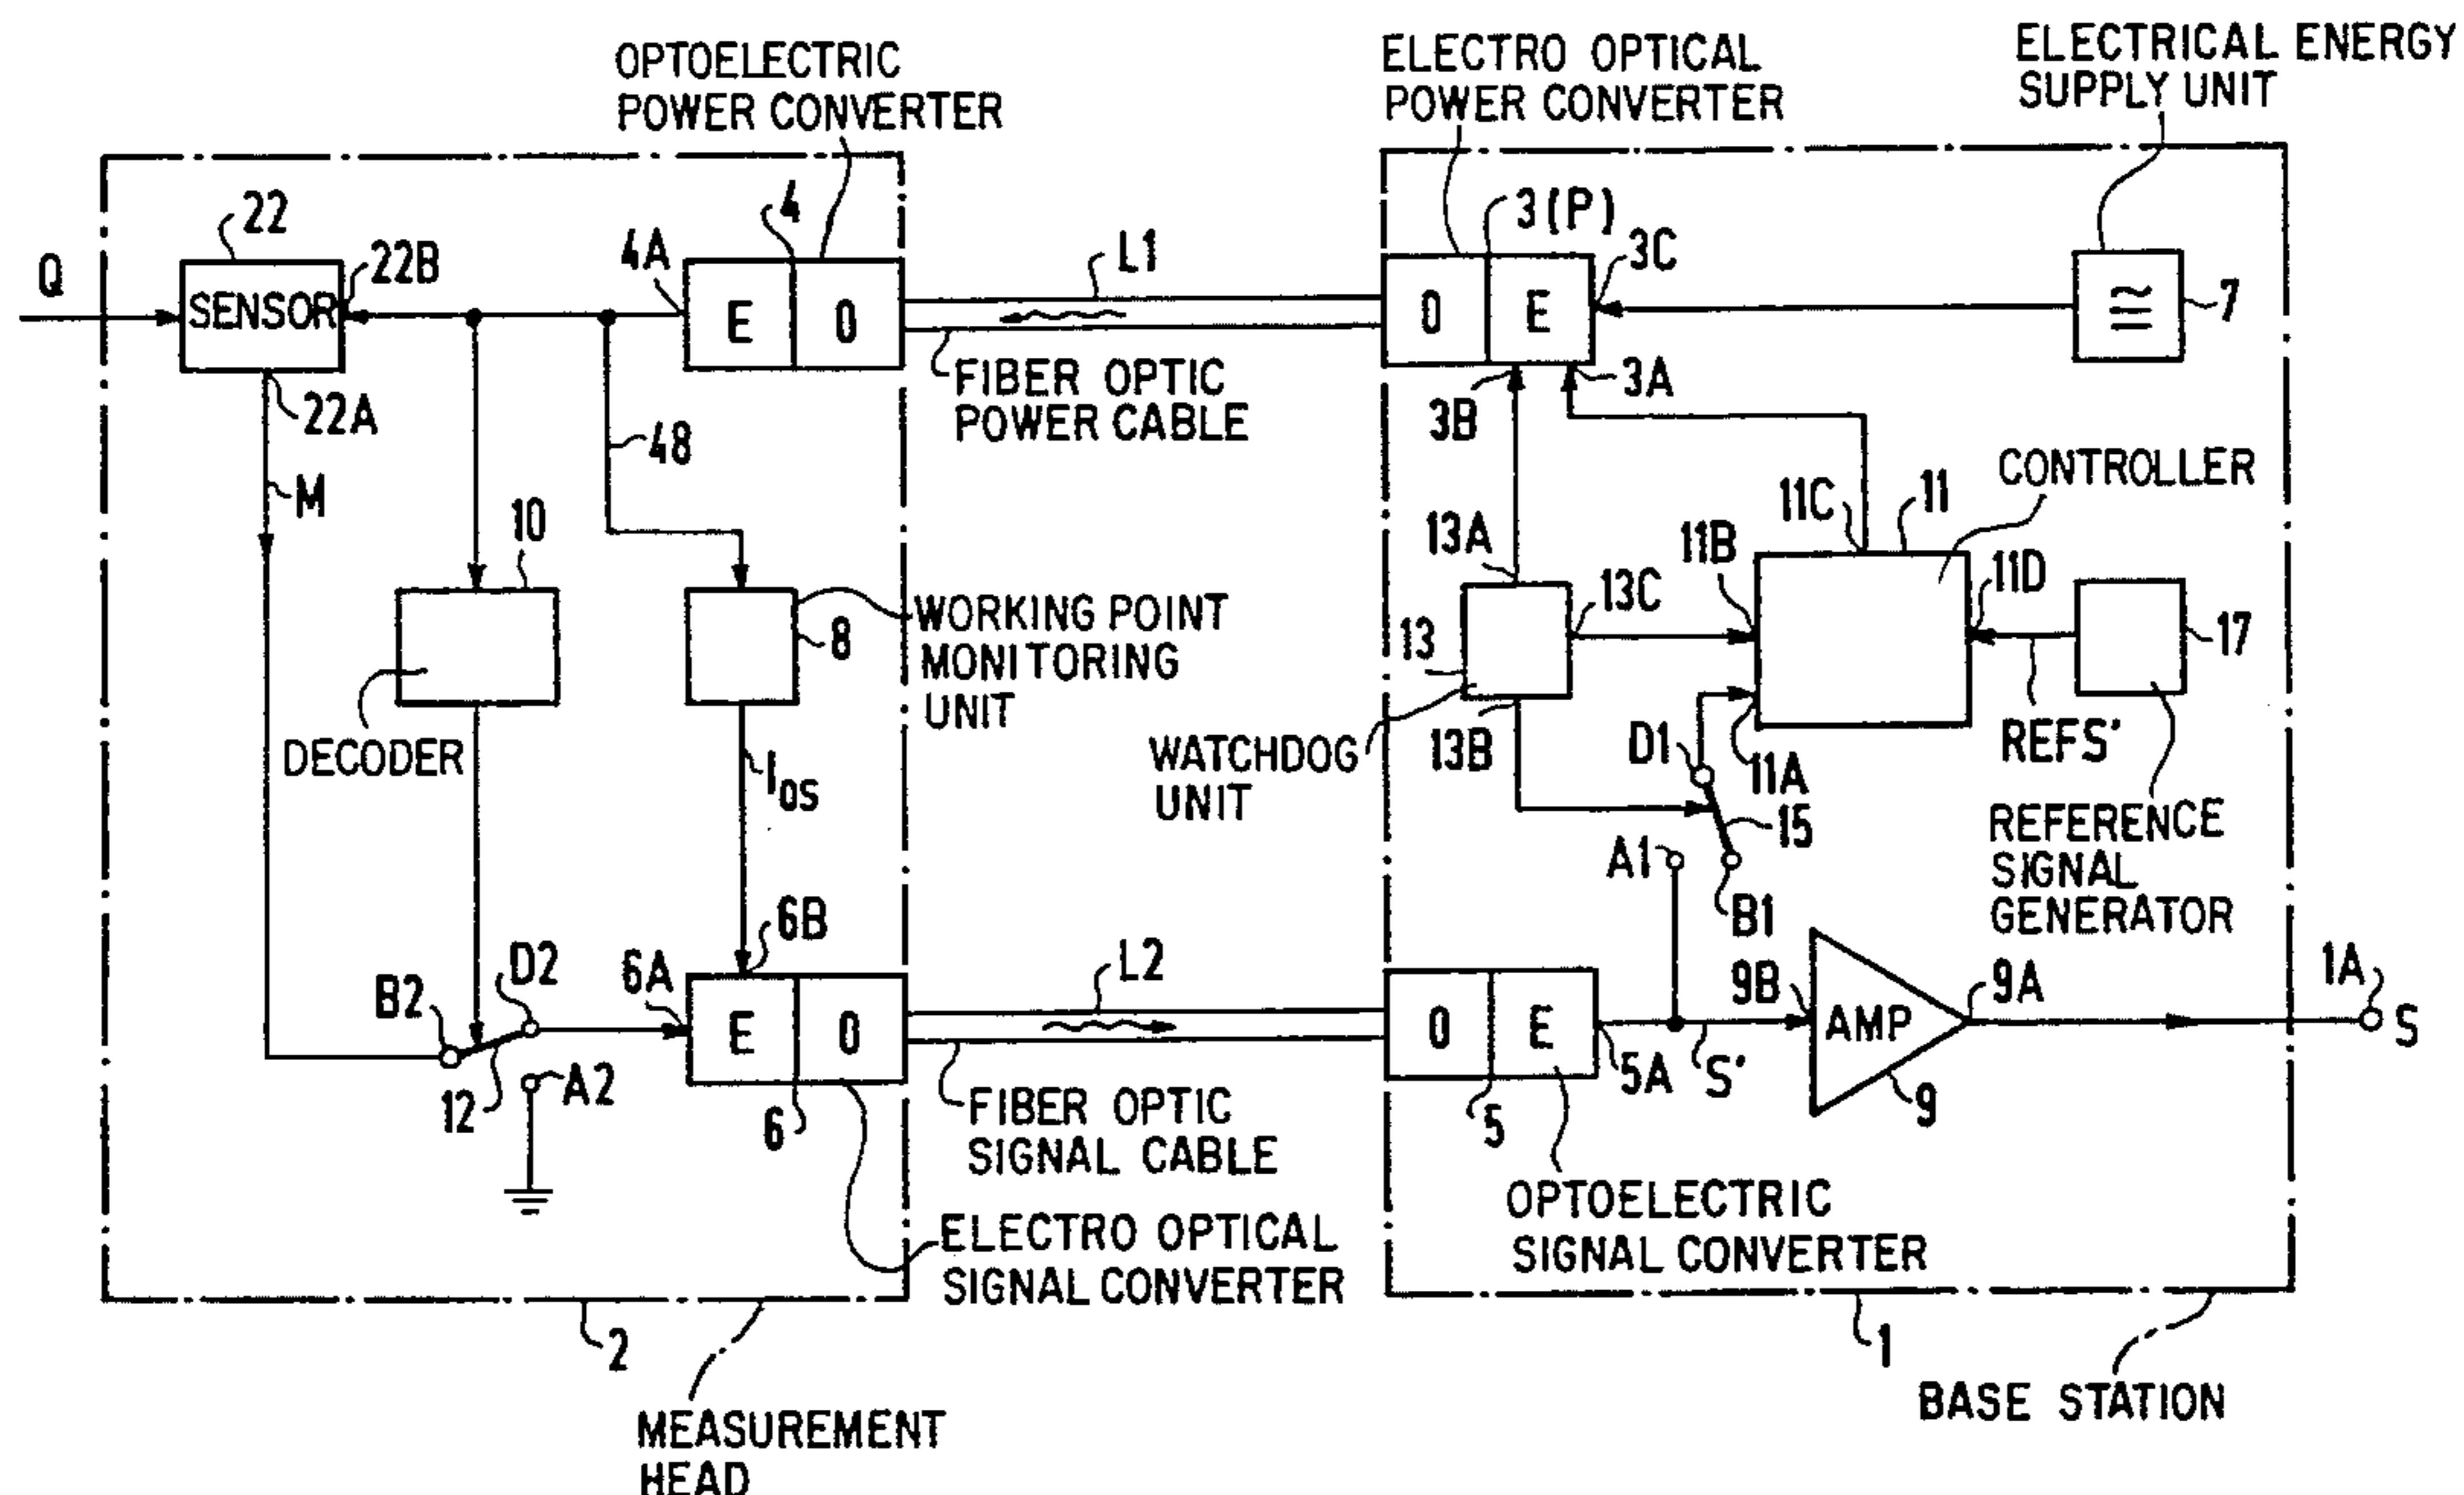 OPTOELECTRIC
POWER CONVERTER
ELECTRO OPTICAL
POWER CONVERTER
ELECTRICAL ENERGY
SUPPLY UNIT
Q
22
SENSOR
22B
22A
M
4A
4
E
O
L1
FIBER OPTIC
POWER CABLE
48
3(P)
O
E
3C
3B
3A
7
10
DECODER
8
WORKING POINT
MONITORING
UNIT
IOS
13A
13
13C
13B
WATCHDOG
UNIT
11C
11
11B
11D
11A
CONTROLLER
17
REFS'
REFERENCE
SIGNAL
GENERATOR
D1
15
A1
B1
B2
D2
12
A2
6A
6B
E
O
6
L2
FIBER OPTIC
SIGNAL CABLE
ELECTRO OPTICAL
SIGNAL CONVERTER
O
E
5
5A
S'
9B
AMP
9A
9
1A
S
OPTOELECTRIC
SIGNAL CONVERTER
2
MEASUREMENT
HEAD
1
BASE STATION